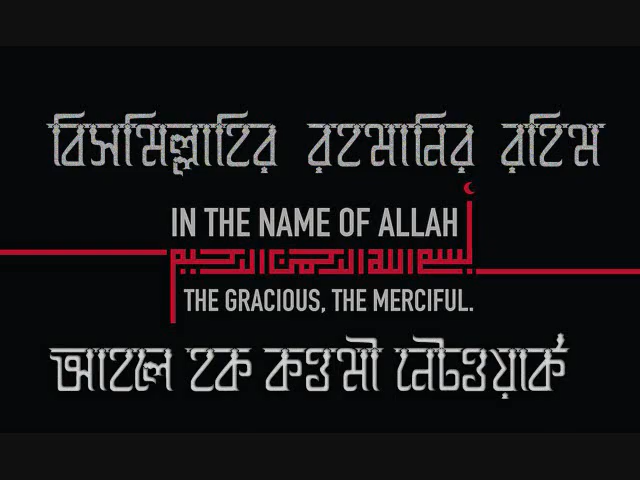 বিসমিল্লাহির রহমানির রহিম
IN THE NAME OF ALLAH
بسم الله الرحمن الرحيم
THE GRACIOUS, THE MERCIFUL.
আহলে হক কওমী নেটওয়ার্ক